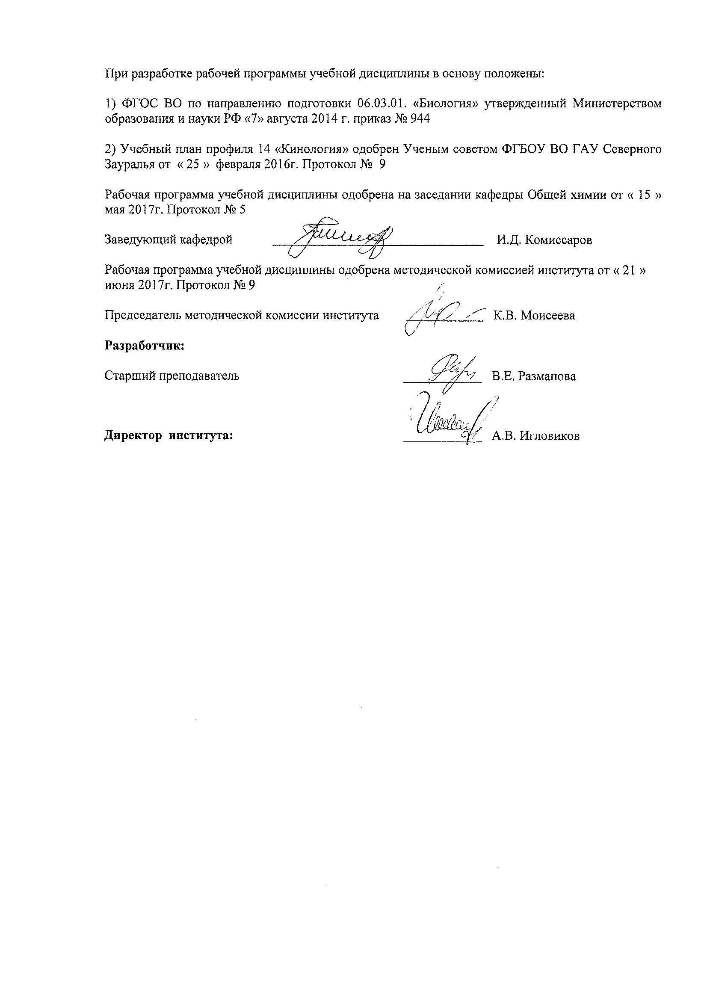 При разработке рабочей программы учебной дисциплины в основу положены:
1) ФГОС ВО по направлению подготовки 06.03.01. «Биология» утвержденный Министерством
образования и науки РФ «7» августа 2014 г. приказ № 944
2) Учебный план профиля 14 «Кинология» одобрен Ученым советом ФГБОУ ВО ГАУ Северного
Зауралья от « 25 » февраля 2016г. Протокол № 9
Рабочая программа учебной дисциплины одобрена на заседании кафедры Общей химии от « 15 »
мая 2017г. Протокол № 5
Заведующий кафедрой И.Д. Комиссаров
Рабочая программа учебной дисциплины одобрена методической комиссией института от « 21 »
июня 2017г. Протокол № 9
Председатель методической комиссии института К.В. Моисеева
Разработчик:
Старший преподаватель В.Е. Разманова
Директор института: А.В. Игловиков